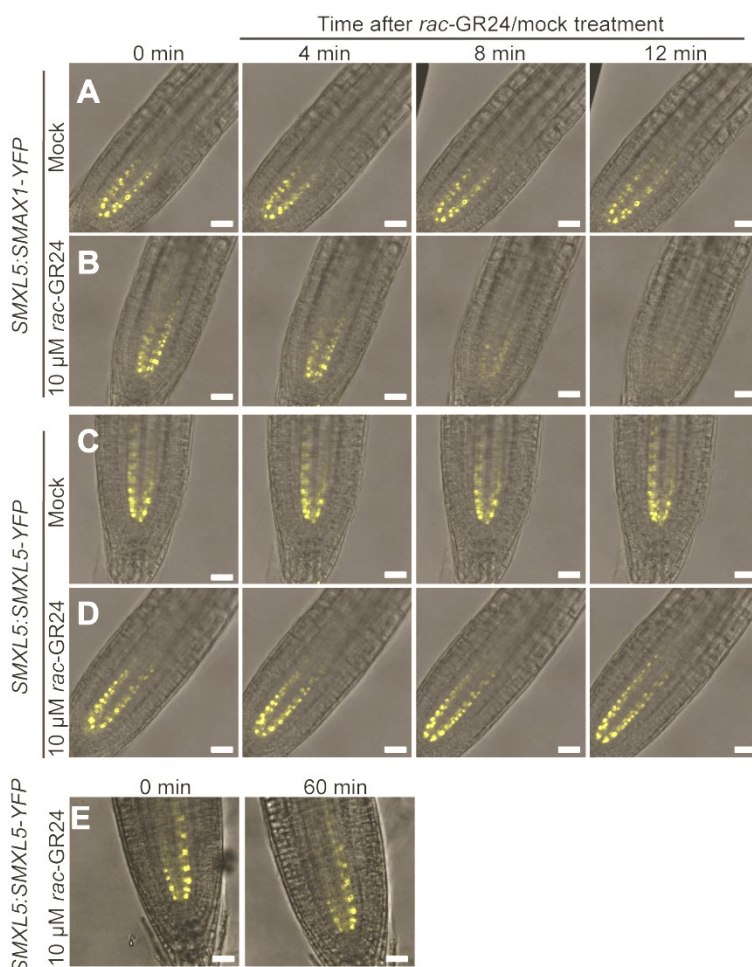 Time after rac-GR24/mock treatment
0 min 4 min 8 min 12 min
SMXL5:SMAX1-YFP
Mock
A
10 µM rac-GR24
B
SMXL5:SMXL5-YFP
Mock
C
10 µM rac-GR24
D
0 min 60 min
SMXL5:SMXL5-YFP
10 µM rac-GR24
E